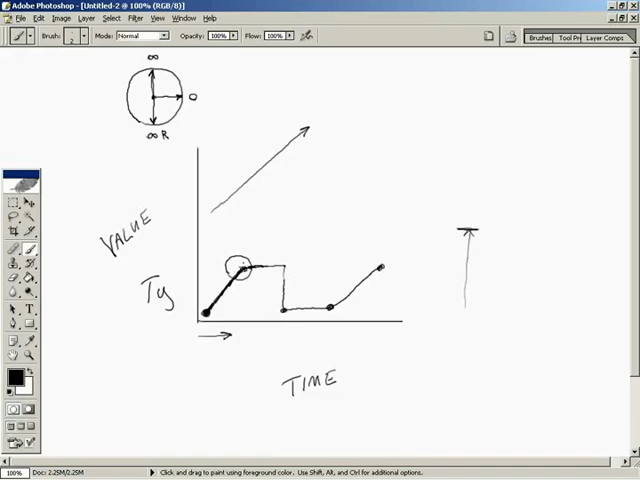 Adobe Photoshop - [Untitled-2 @ 100% (RGB/8)]
File Edit Image Layer Select Filter View Window Help
Brush: 2 Mode: Normal Opacity: 100% Flow: 100% Brushes Tool Pr Layer Comps
∞
O
∞ R
VALUE
Ty
TIME
100% Doc: 2.25M/2.25M Click and drag to paint using foreground color. Use Shift, Alt, and Ctrl for additional options.